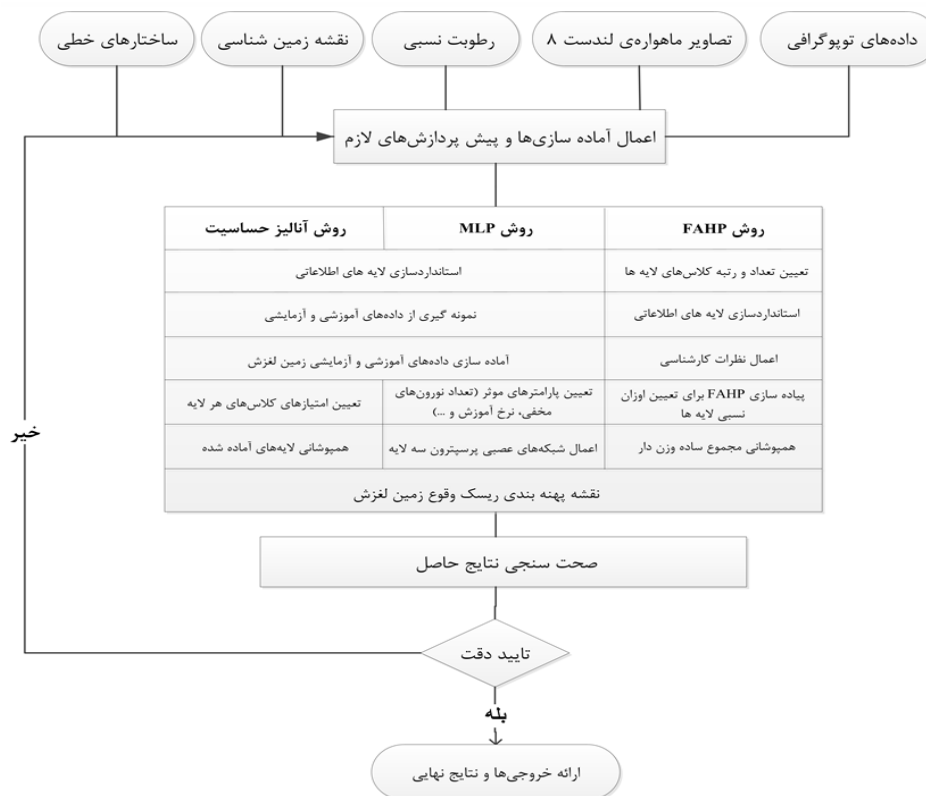 داده‌های توپوگرافی
تصاویر ماهواره‌ی لندست ۸
رطوبت نسبی
نقشه زمین شناسی
ساختارهای خطی
اعمال آماده سازی‌ها و پیش پردازش‌های لازم
روش FAHP
روش MLP
روش آنالیز حساسیت
تعیین تعداد و رتبه کلاس‌های لایه ها
استانداردسازی لایه های اطلاعاتی
استانداردسازی لایه های اطلاعاتی
نمونه گیری از داده‌های آموزشی و آزمایشی
اعمال نظرات کارشناسی
آماده سازی داده‌های آموزشی و آزمایشی زمین لغزش
پیاده سازی FAHP برای تعیین اوزان
نسبی لایه ها
تعیین پارامترهای موثر (تعداد نورون‌های
مخفی، نرخ آموزش و ...)
تعیین امتیازهای کلاس‌های هر لایه
همپوشانی مجموع ساده وزن دار
اعمال شبکه‌های عصبی پرسپترون سه لایه
همپوشانی لایه‌های آماده شده
نقشه پهنه بندی ریسک وقوع زمین لغزش
صحت سنجی نتایج حاصل
تایید دقت
خیر
بله
ارائه خروجی‌ها و نتایج نهایی